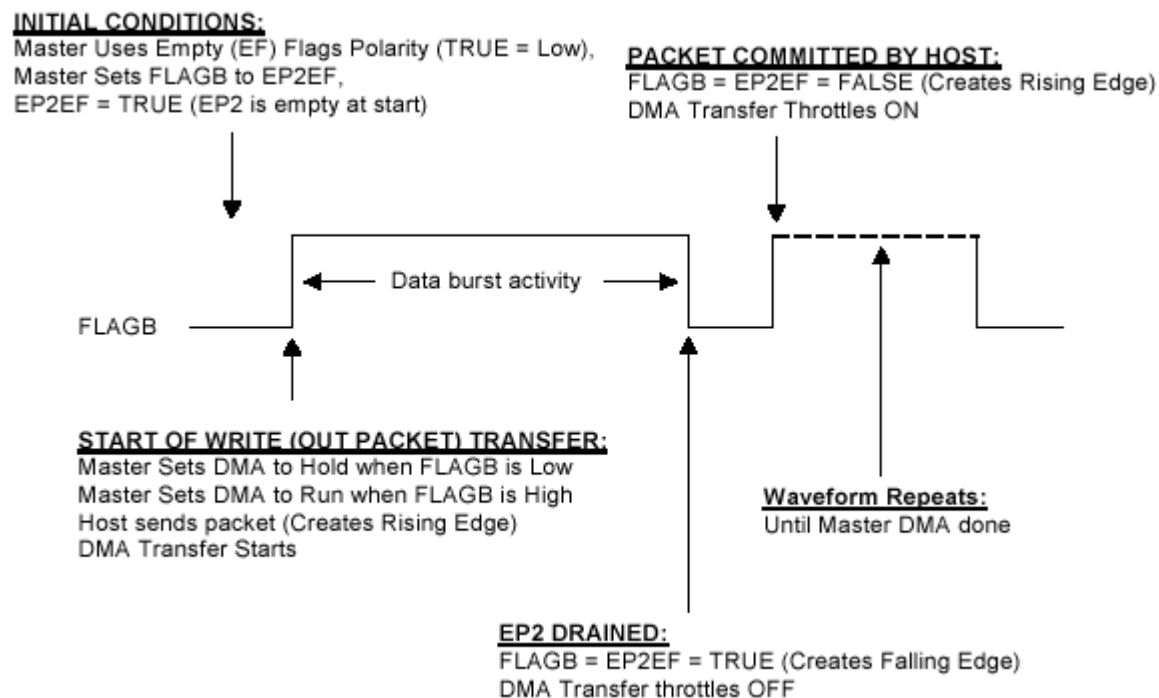 INITIAL CONDITIONS:
Master Uses Empty (EF) Flags Polarity (TRUE = Low),
Master Sets FLAGB to EP2EF,
EP2EF = TRUE (EP2 is empty at start)
PACKET COMMITTED BY HOST:
FLAGB = EP2EF = FALSE (Creates Rising Edge)
DMA Transfer Throttles ON
Data burst activity
FLAGB
START OF WRITE (OUT PACKET) TRANSFER:
Master Sets DMA to Hold when FLAGB is Low
Master Sets DMA to Run when FLAGB is High
Host sends packet (Creates Rising Edge)
DMA Transfer Starts
Waveform Repeats:
Until Master DMA done
EP2 DRAINED:
FLAGB = EP2EF = TRUE (Creates Falling Edge)
DMA Transfer throttles OFF